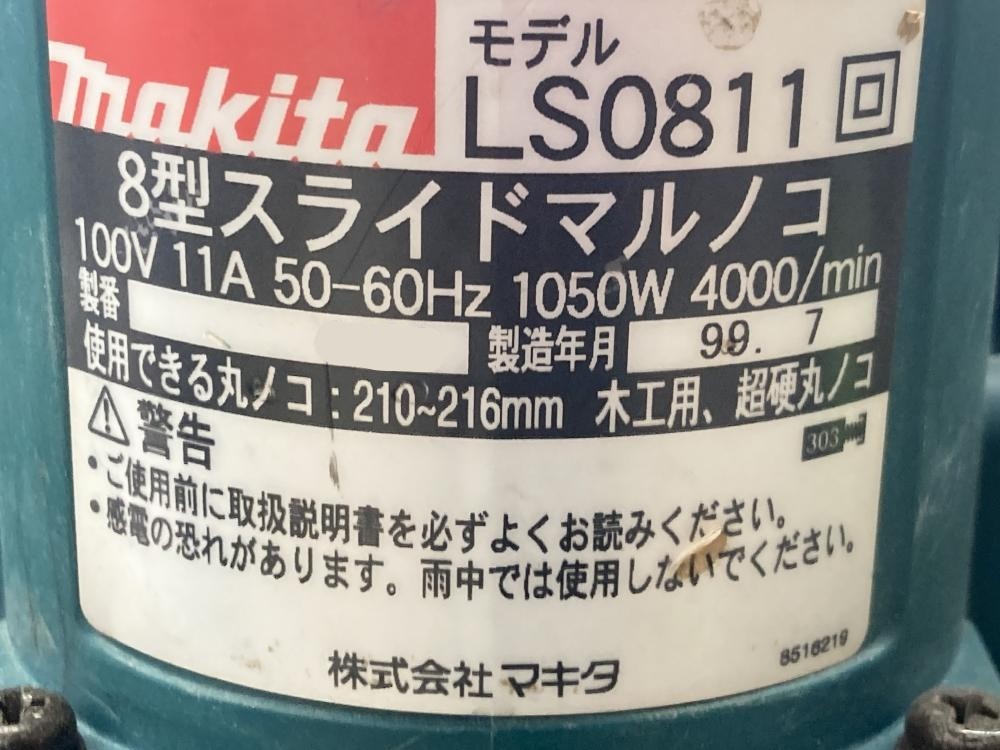 makita
モデル
LS0811
8型スライドマルノコ
100V 11A 50-60Hz 1050W 4000/min
製番 製造年月 99. 7
使用できる丸ノコ:210~216mm 木工用、超硬丸ノコ
303
警告
・ご使用前に取扱説明書を必ずよくお読みください。
・感電の恐れがあります。雨中では使用しないでください。
株式会社 マキタ
8516219